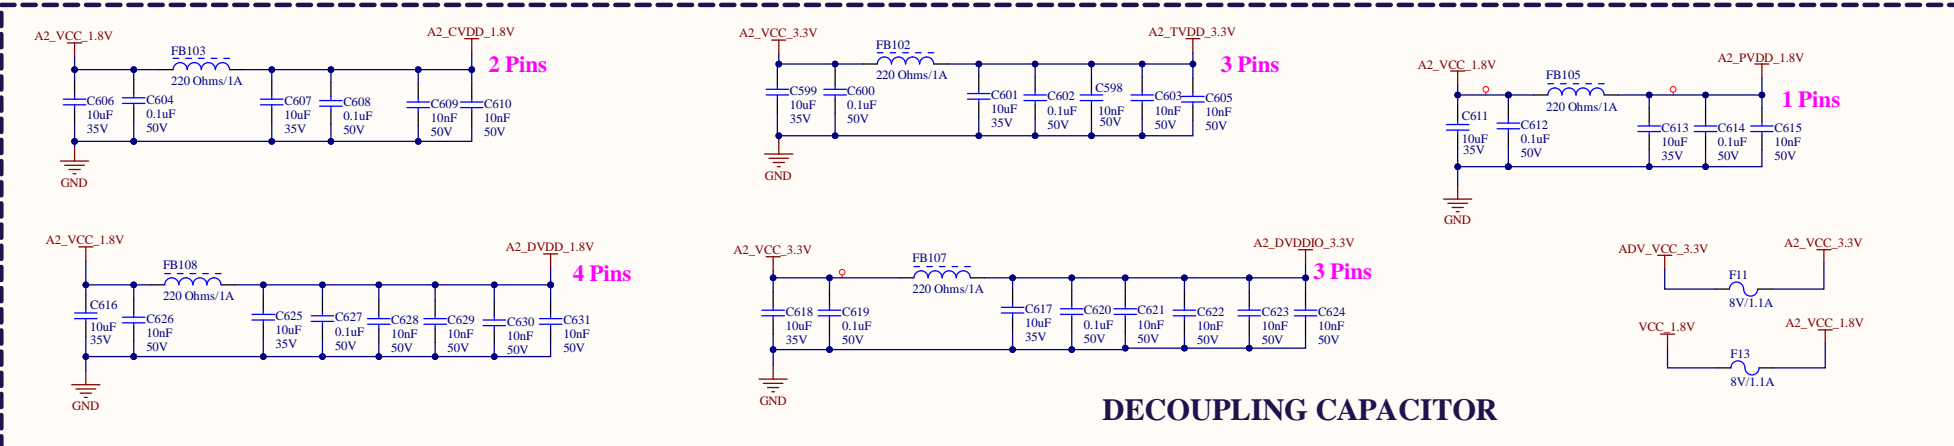 A2_VCC_1.8V
A2_CVDD_1.8V
FB103
220 Ohms/1A
2 Pins
C606
10uF
35V
C604
0.1uF
50V
C607
10uF
35V
C608
0.1uF
50V
C609
10nF
50V
C610
10nF
50V
GND
A2_VCC_3.3V
A2_TVDD_3.3V
FB102
220 Ohms/1A
3 Pins
C599
10uF
35V
C600
0.1uF
50V
C601
10uF
35V
C602
0.1uF
50V
C598
10nF
50V
C603
10nF
50V
C605
10nF
50V
GND
A2_VCC_1.8V
A2_PVDD_1.8V
FB105
220 Ohms/1A
1 Pins
C611
10uF
35V
C612
0.1uF
50V
C613
10uF
35V
C614
0.1uF
50V
C615
10nF
50V
GND
A2_VCC_1.8V
A2_DVDD_1.8V
FB108
220 Ohms/1A
4 Pins
C616
10uF
35V
C626
10nF
50V
C625
10uF
35V
C627
0.1uF
50V
C628
10nF
50V
C629
10nF
50V
C630
10nF
50V
C631
10nF
50V
GND
A2_VCC_3.3V
A2_DVDDIO_3.3V
FB107
220 Ohms/1A
3 Pins
C618
10uF
35V
C619
0.1uF
50V
C617
10uF
35V
C620
0.1uF
50V
C621
10nF
50V
C622
10nF
50V
C623
10nF
50V
C624
10nF
50V
GND
ADV_VCC_3.3V
A2_VCC_3.3V
F11
8V/1.1A
VCC_1.8V
A2_VCC_1.8V
F13
8V/1.1A
DECOUPLING CAPACITOR